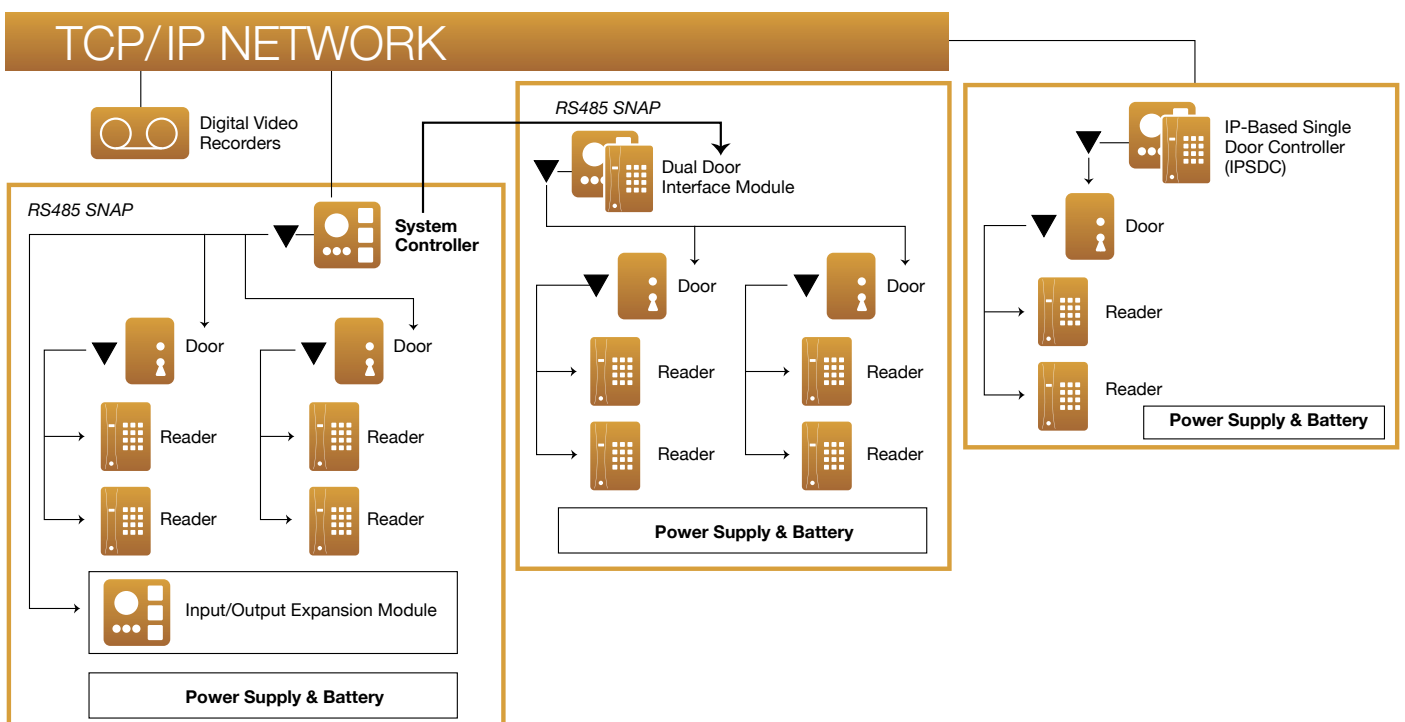 TCP/IP NETWORK
Digital Video
Recorders
RS485 SNAP
System
Controller
Door
Door
Reader
Reader
Reader
Reader
Input/Output Expansion Module
Power Supply & Battery
RS485 SNAP
Dual Door
Interface Module
Door
Door
Reader
Reader
Reader
Reader
Power Supply & Battery
IP-Based Single
Door Controller
(IPSDC)
Door
Reader
Reader
Power Supply & Battery